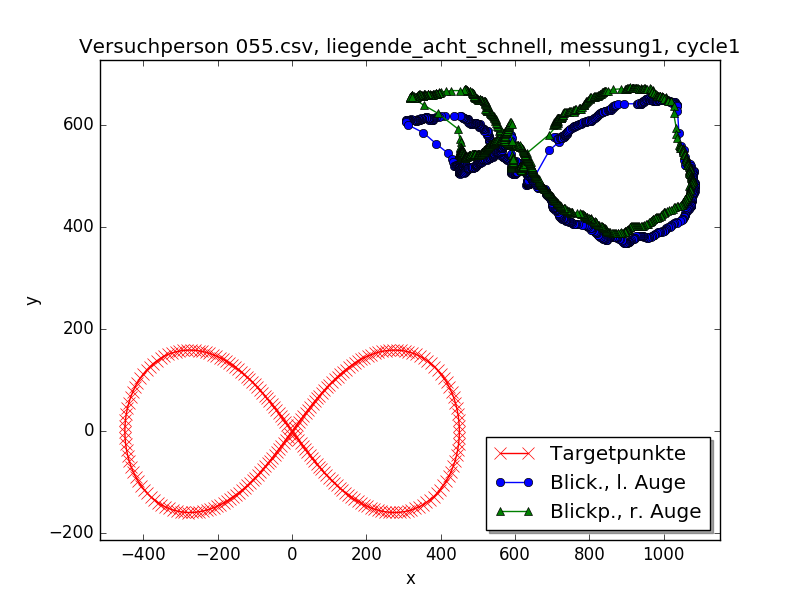 Versuchperson 055.csv, liegende_acht_schnell, messung1, cycle1
600
400
200
0
−200
y
−400
−200
0
200
400
600
800
1000
x
Targetpunkte
Blick., l. Auge
Blickp., r. Auge